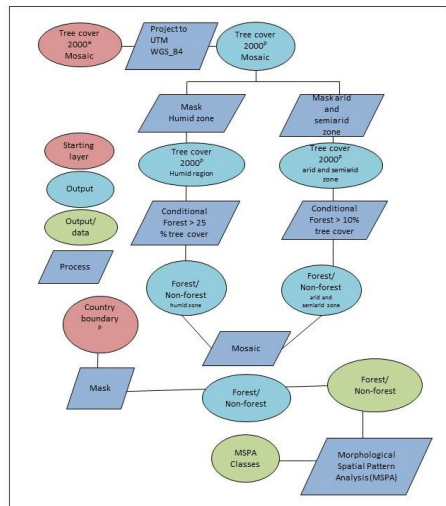 Tree cover
2000ª
Mosaic
Project to
UTM
WGS_84
Tree cover
2000ᵖ
Mosaic
Mask
Humid zone
Mask arid
and
semiarid
zone
Starting
layer
Output
Output/
data
Process
Tree cover
2000ᵖ
Humid region
Tree cover
2000ᵖ
arid and semiarid
zone
Conditional
Forest > 25
% tree cover
Conditional
Forest > 10%
tree cover
Forest/
Non-forest
humid zone
Forest/
Non-forest
arid and
semiarid zone
Country
boundary
ᵖ
Mosaic
Mask
Forest/
Non-forest
Forest/
Non-forest
MSPA
Classes
Morphological
Spatial Pattern
Analysis (MSPA)